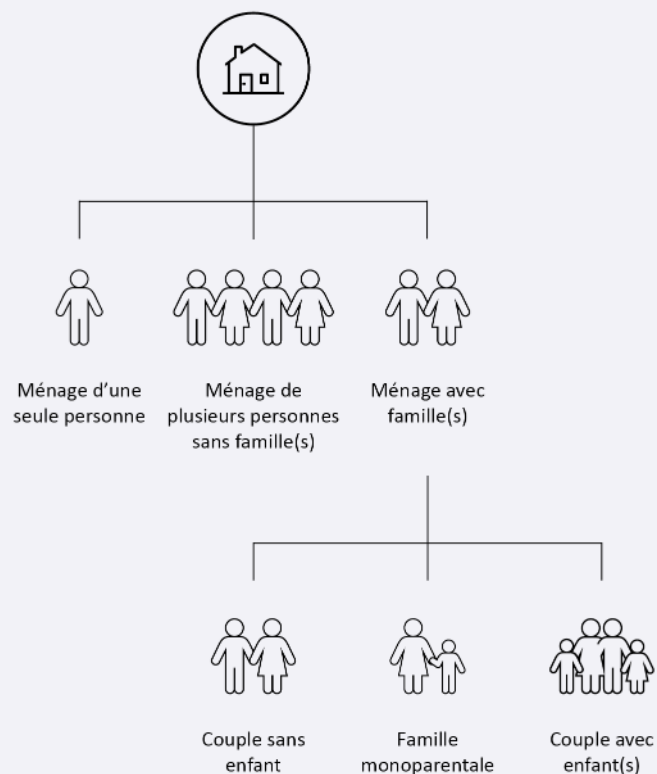 Ménage d’une
seule personne
Ménage de
plusieurs personnes
sans famille(s)
Ménage avec
famille(s)
Couple sans
enfant
Famille
monoparentale
Couple avec
enfant(s)